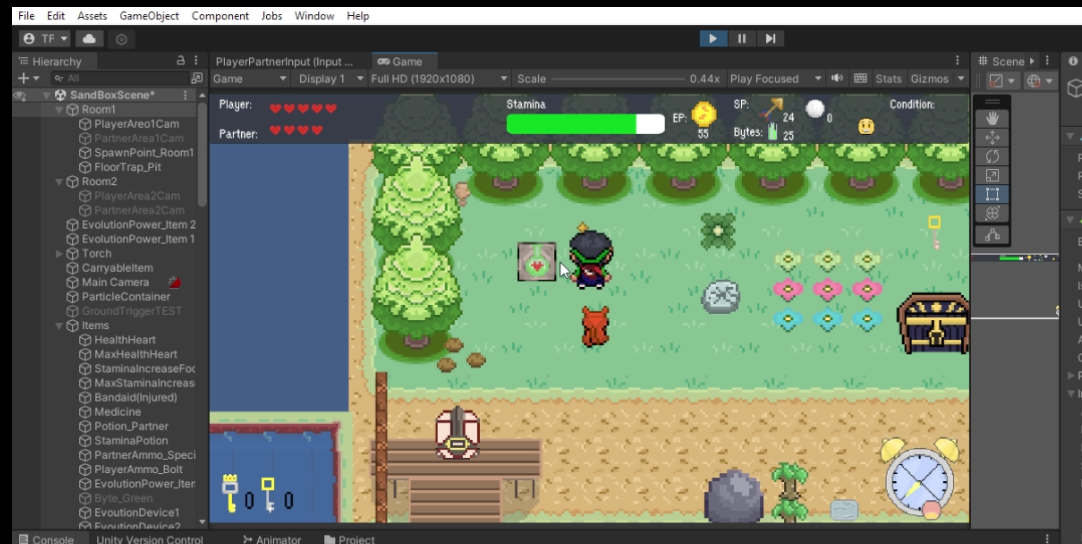 File Edit Assets GameObject Component Jobs Window Help
TF
Hierarchy
PlayerPartnerInput (Input ...
Game
Scene
All
Game
Display 1
Full HD (1920x1080)
Scale
0.44x
Play Focused
Stats
Gizmos
SandBoxScene*
Room1
PlayerAreo1Cam
PartnerArea1Cam
SpawnPoint_Room1
FloorTrap_Pit
Room2
PlayerArea2Cam
PartnerArea2Cam
EvolutionPower_Item 2
EvolutionPower_Item 1
Torch
CarryableItem
Main Camera
ParticleContainer
GroundTriggerTEST
Items
HealthHeart
MaxHealthHeart
StaminaIncreaseFoo
MaxStaminaIncreas
Bandaid(Injured)
Medicine
Potion_Partner
StaminaPotion
PartnerAmmo_Speci
PlayerAmmo_Bolt
EvolutionPower_Iten
Byte_Green
EvoutionDevice1
EvoutionDevice2
Player:
Partner:
Stamina
EP:
55
SP:
24
0
Bytes:
25
Condition:
0
0
Console
Unity Version Control
Animator
Project